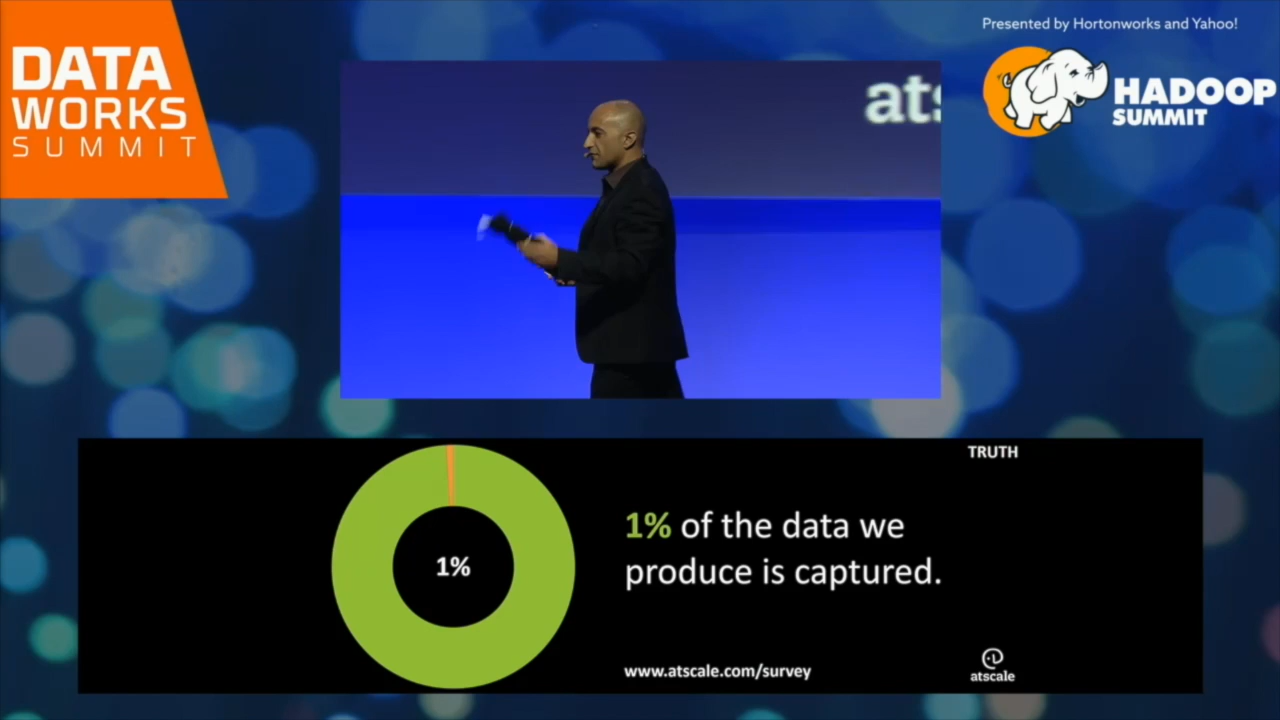 DATA
WORKS
SUMMIT
Presented by Hortonworks and Yahoo!
HADOOP
SUMMIT
ats
TRUTH
1%
1% of the data we
produce is captured.
www.atscale.com/survey
atscale